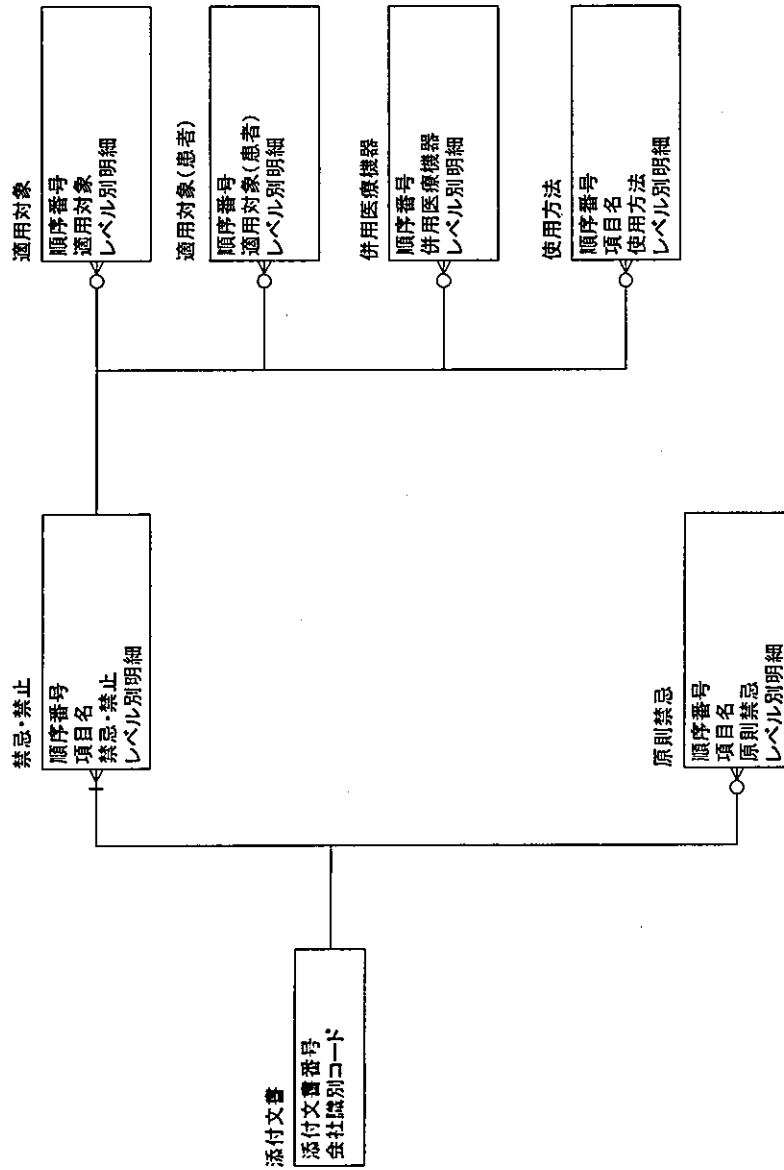 添付文書
添付文書番号
会社識別コード
禁忌・禁止
順序番号
項目名
禁忌・禁止
レベル別明細
原則禁忌
順序番号
項目名
原則禁忌
レベル別明細
適用対象
順序番号
適用対象
レベル別明細
適用対象(患者)
順序番号
適用対象(患者)
レベル別明細
併用医療機器
順序番号
併用医療機器
レベル別明細
使用方法
順序番号
項目名
使用方法
レベル別明細